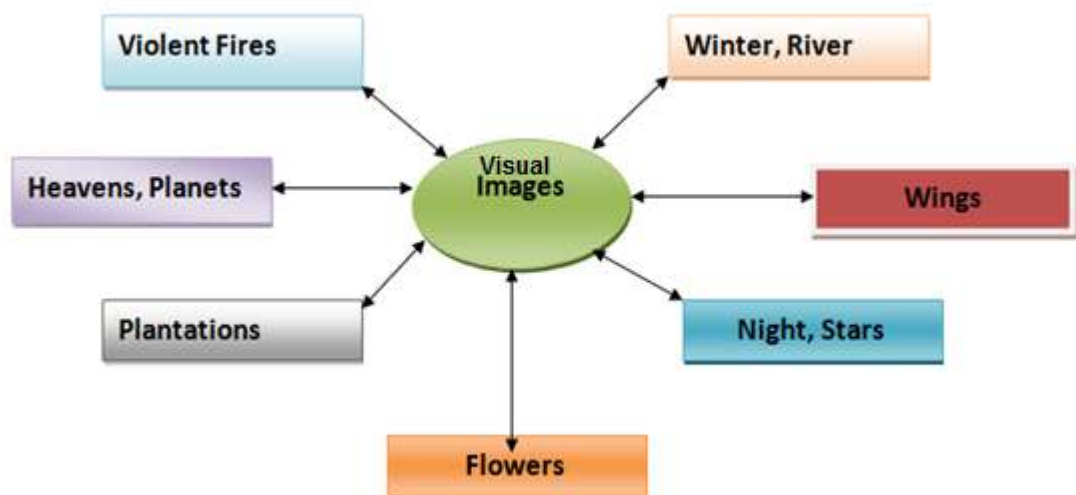 Violent Fires
Winter, River
Visual
Images
Heavens, Planets
Wings
Plantations
Night, Stars
Flowers